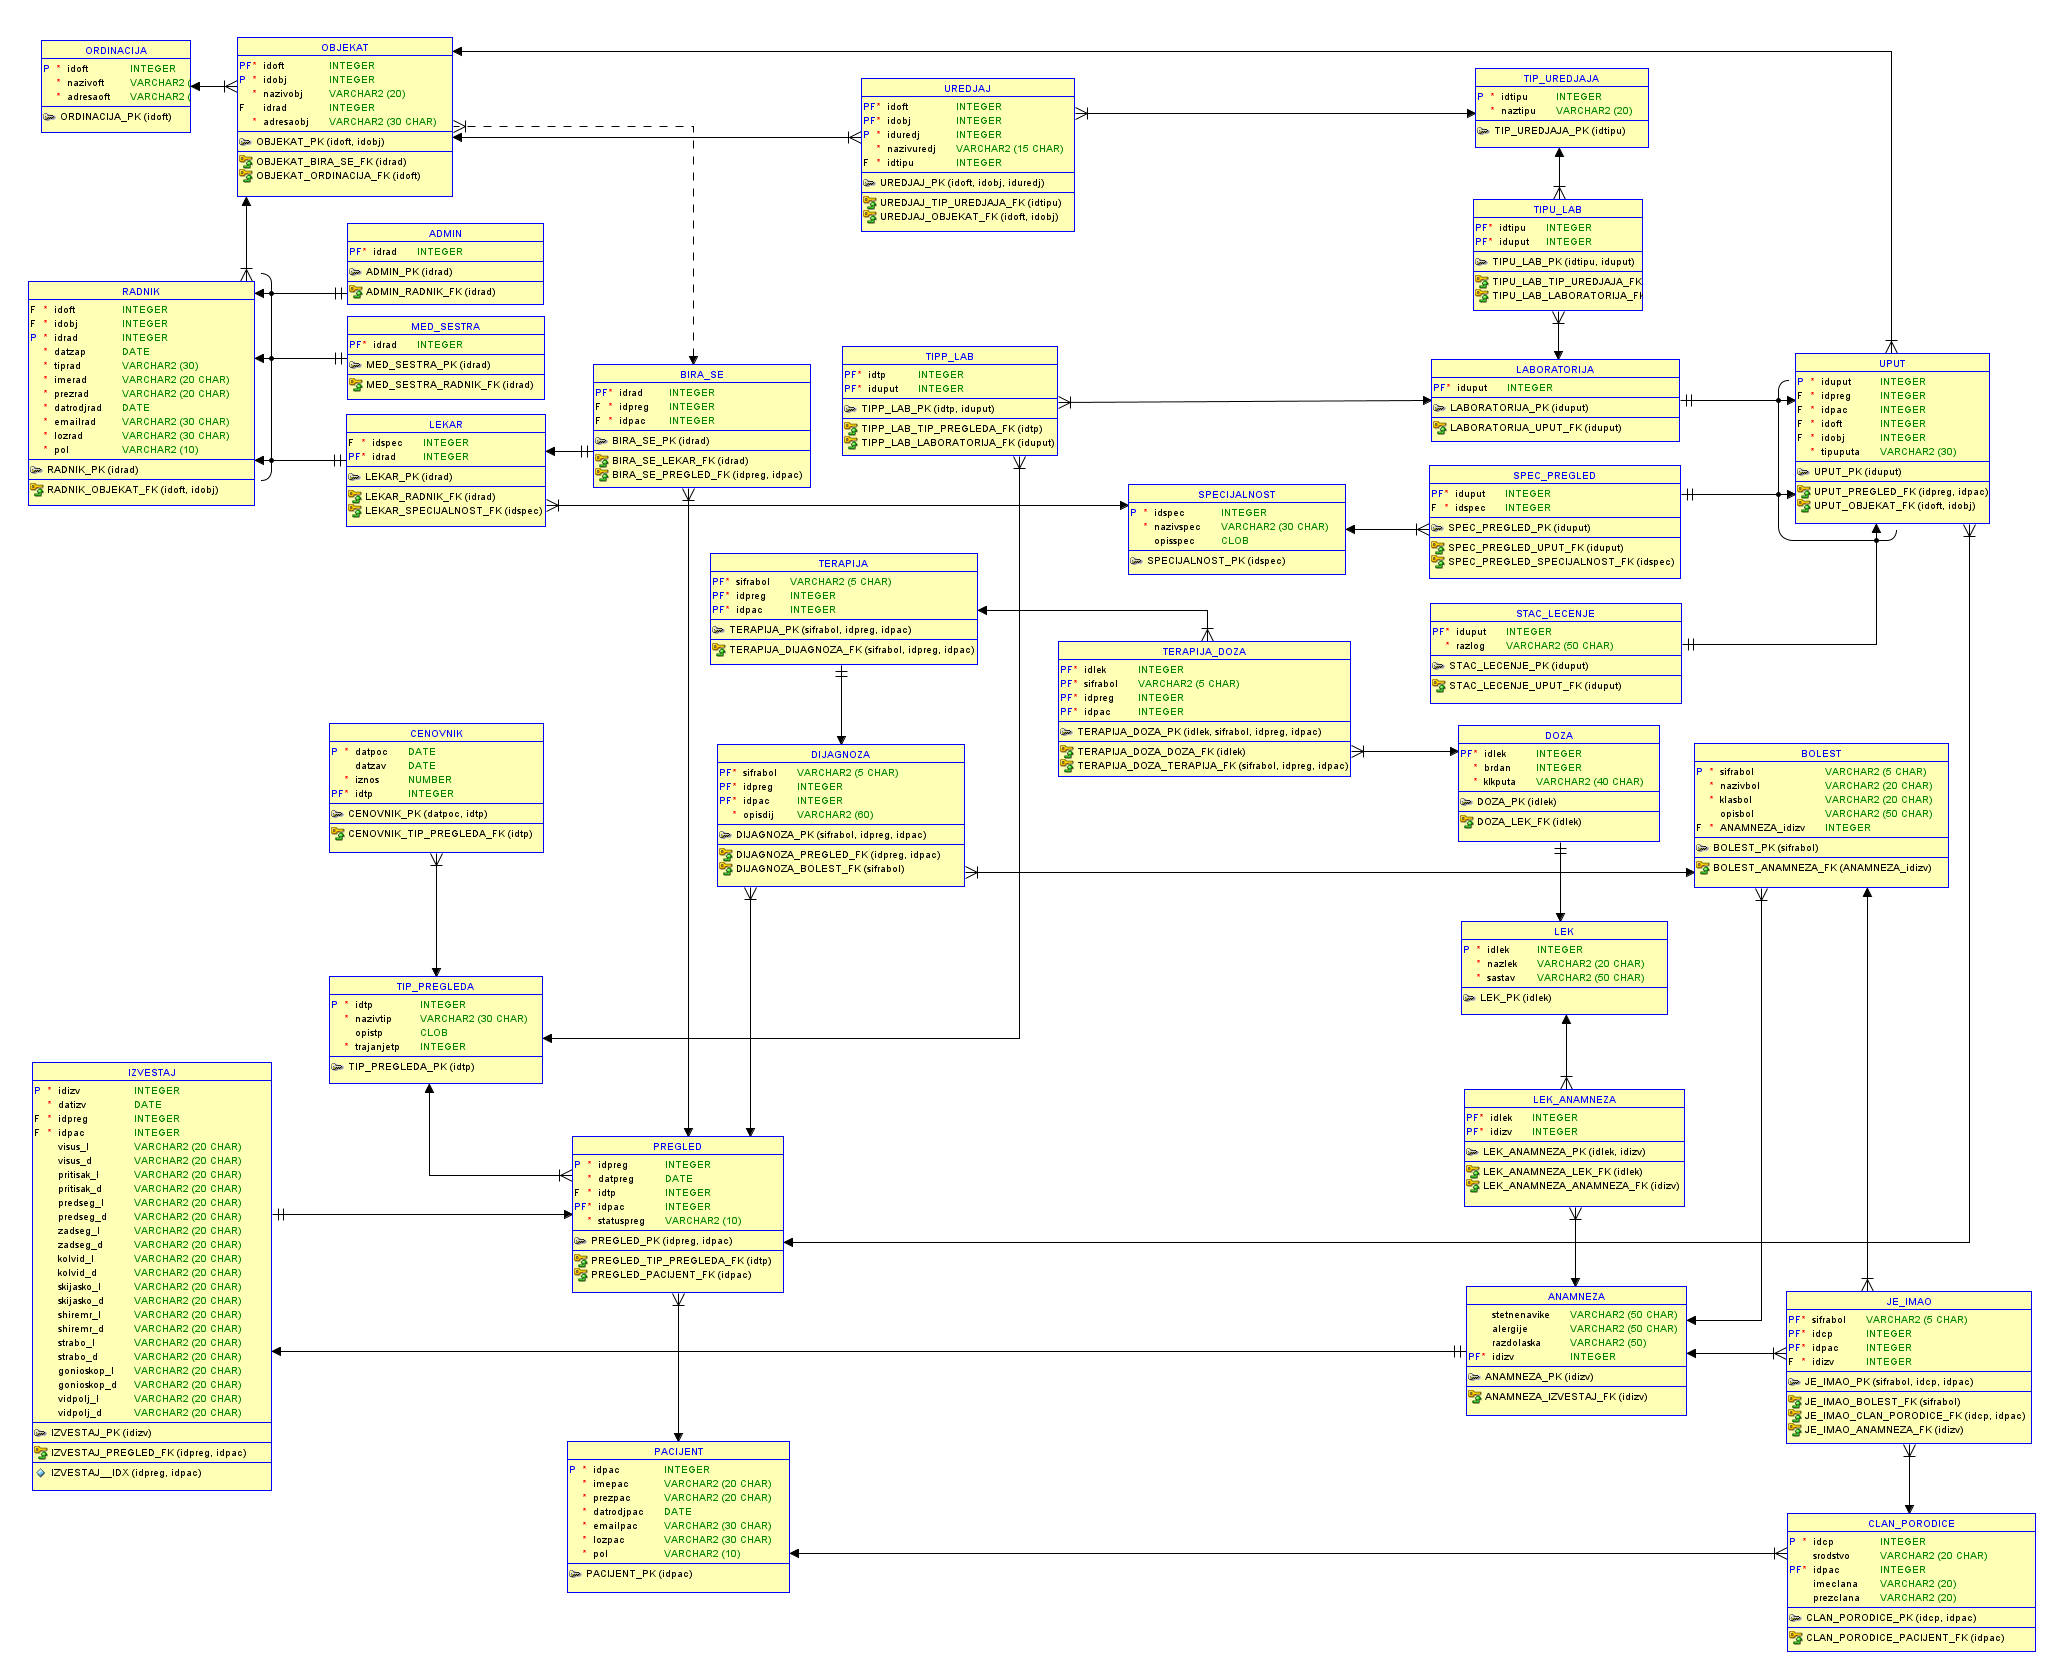 ORDINACIJA
P * idoft INTEGER
* nazivoft VARCHAR2 (
* adresaoft VARCHAR2 (
ORDINACIJA_PK (idoft)
OBJEKAT
PF* idoft INTEGER
P * idobj INTEGER
* nazivobj VARCHAR2 (20)
F idrad INTEGER
* adresaobj VARCHAR2 (30 CHAR)
OBJEKAT_PK (idoft, idobj)
OBJEKAT_BIRA_SE_FK (idrad)
OBJEKAT_ORDINACIJA_FK (idoft)
UREDJAJ
PF* idoft INTEGER
PF* idobj INTEGER
P * iduredj INTEGER
* nazivuredj VARCHAR2 (15 CHAR)
F * idtipu INTEGER
UREDJAJ_PK (idoft, idobj, iduredj)
UREDJAJ_TIP_UREDJAJA_FK (idtipu)
UREDJAJ_OBJEKAT_FK (idoft, idobj)
TIP_UREDJAJA
P * idtipu INTEGER
* naztipu VARCHAR2 (20)
TIP_UREDJAJA_PK (idtipu)
TIPU_LAB
PF* idtipu INTEGER
PF* iduput INTEGER
TIPU_LAB_PK (idtipu, iduput)
TIPU_LAB_TIP_UREDJAJA_FK
TIPU_LAB_LABORATORIJA_FK
ADMIN
PF* idrad INTEGER
ADMIN_PK (idrad)
ADMIN_RADNIK_FK (idrad)
RADNIK
F * idoft INTEGER
F * idobj INTEGER
P * idrad INTEGER
* datzap DATE
* tiprad VARCHAR2 (30)
* imerad VARCHAR2 (20 CHAR)
* prezrad VARCHAR2 (20 CHAR)
* datrodjrad DATE
* emailrad VARCHAR2 (30 CHAR)
* lozrad VARCHAR2 (30 CHAR)
* pol VARCHAR2 (10)
RADNIK_PK (idrad)
RADNIK_OBJEKAT_FK (idoft, idobj)
MED_SESTRA
PF* idrad INTEGER
MED_SESTRA_PK (idrad)
MED_SESTRA_RADNIK_FK (idrad)
LEKAR
F * idspec INTEGER
PF* idrad INTEGER
LEKAR_PK (idrad)
LEKAR_RADNIK_FK (idrad)
LEKAR_SPECIJALNOST_FK (idspec)
BIRA_SE
PF* idrad INTEGER
F * idpreg INTEGER
F * idpac INTEGER
BIRA_SE_PK (idrad)
BIRA_SE_LEKAR_FK (idrad)
BIRA_SE_PREGLED_FK (idpreg, idpac)
TIPP_LAB
PF* idtp INTEGER
PF* iduput INTEGER
TIPP_LAB_PK (idtp, iduput)
TIPP_LAB_TIP_PREGLEDA_FK (idtp)
TIPP_LAB_LABORATORIJA_FK (iduput)
LABORATORIJA
PF* iduput INTEGER
LABORATORIJA_PK (iduput)
LABORATORIJA_UPUT_FK (iduput)
UPUT
P * iduput INTEGER
F * idpreg INTEGER
F * idpac INTEGER
F * idoft INTEGER
F * idobj INTEGER
* tipuputa VARCHAR2 (30)
UPUT_PK (iduput)
UPUT_PREGLED_FK (idpreg, idpac)
UPUT_OBJEKAT_FK (idoft, idobj)
SPECIJALNOST
P * idspec INTEGER
* nazivspec VARCHAR2 (30 CHAR)
opisspec CLOB
SPECIJALNOST_PK (idspec)
SPEC_PREGLED
PF* iduput INTEGER
F * idspec INTEGER
SPEC_PREGLED_PK (iduput)
SPEC_PREGLED_UPUT_FK (iduput)
SPEC_PREGLED_SPECIJALNOST_FK (idspec)
TERAPIJA
PF* sifrabol VARCHAR2 (5 CHAR)
PF* idpreg INTEGER
PF* idpac INTEGER
TERAPIJA_PK (sifrabol, idpreg, idpac)
TERAPIJA_DIJAGNOZA_FK (sifrabol, idpreg, idpac)
STAC_LECENJE
PF* iduput INTEGER
* razlog VARCHAR2 (50 CHAR)
STAC_LECENJE_PK (iduput)
STAC_LECENJE_UPUT_FK (iduput)
TERAPIJA_DOZA
PF* idlek INTEGER
PF* sifrabol VARCHAR2 (5 CHAR)
PF* idpreg INTEGER
PF* idpac INTEGER
TERAPIJA_DOZA_PK (idlek, sifrabol, idpreg, idpac)
TERAPIJA_DOZA_DOZA_FK (idlek)
TERAPIJA_DOZA_TERAPIJA_FK (sifrabol, idpreg, idpac)
CENOVNIK
P * datpoc DATE
datzav DATE
* iznos NUMBER
PF* idtp INTEGER
CENOVNIK_PK (datpoc, idtp)
CENOVNIK_TIP_PREGLEDA_FK (idtp)
DIJAGNOZA
PF* sifrabol VARCHAR2 (5 CHAR)
PF* idpreg INTEGER
PF* idpac INTEGER
* opisdij VARCHAR2 (60)
DIJAGNOZA_PK (sifrabol, idpreg, idpac)
DIJAGNOZA_PREGLED_FK (idpreg, idpac)
DIJAGNOZA_BOLEST_FK (sifrabol)
DOZA
PF* idlek INTEGER
* brdan INTEGER
* klkputa VARCHAR2 (40 CHAR)
DOZA_PK (idlek)
DOZA_LEK_FK (idlek)
BOLEST
P * sifrabol VARCHAR2 (5 CHAR)
* nazivbol VARCHAR2 (20 CHAR)
* klasbol VARCHAR2 (20 CHAR)
opisbol VARCHAR2 (50 CHAR)
F * ANAMNEZA_idizv INTEGER
BOLEST_PK (sifrabol)
BOLEST_ANAMNEZA_FK (ANAMNEZA_idizv)
LEK
P * idlek INTEGER
* nazlek VARCHAR2 (20 CHAR)
* sastav VARCHAR2 (50 CHAR)
LEK_PK (idlek)
TIP_PREGLEDA
P * idtp INTEGER
* nazivtip VARCHAR2 (30 CHAR)
opistp CLOB
* trajanjetp INTEGER
TIP_PREGLEDA_PK (idtp)
IZVESTAJ
P * idizv INTEGER
* datizv DATE
F * idpreg INTEGER
F * idpac INTEGER
visus_l VARCHAR2 (20 CHAR)
visus_d VARCHAR2 (20 CHAR)
pritisak_l VARCHAR2 (20 CHAR)
pritisak_d VARCHAR2 (20 CHAR)
predseg_l VARCHAR2 (20 CHAR)
predseg_d VARCHAR2 (20 CHAR)
zadseg_l VARCHAR2 (20 CHAR)
zadseg_d VARCHAR2 (20 CHAR)
kolvid_l VARCHAR2 (20 CHAR)
kolvid_d VARCHAR2 (20 CHAR)
skijasko_l VARCHAR2 (20 CHAR)
skijasko_d VARCHAR2 (20 CHAR)
shiremr_l VARCHAR2 (20 CHAR)
shiremr_d VARCHAR2 (20 CHAR)
strabo_l VARCHAR2 (20 CHAR)
strabo_d VARCHAR2 (20 CHAR)
gonioskop_l VARCHAR2 (20 CHAR)
gonioskop_d VARCHAR2 (20 CHAR)
vidpolj_l VARCHAR2 (20 CHAR)
vidpolj_d VARCHAR2 (20 CHAR)
IZVESTAJ_PK (idizv)
IZVESTAJ_PREGLED_FK (idpreg, idpac)
IZVESTAJ__IDX (idpreg, idpac)
PREGLED
P * idpreg INTEGER
* datpreg DATE
F * idtp INTEGER
PF* idpac INTEGER
* statuspreg VARCHAR2 (10)
PREGLED_PK (idpreg, idpac)
PREGLED_TIP_PREGLEDA_FK (idtp)
PREGLED_PACIJENT_FK (idpac)
LEK_ANAMNEZA
PF* idlek INTEGER
PF* idizv INTEGER
LEK_ANAMNEZA_PK (idlek, idizv)
LEK_ANAMNEZA_LEK_FK (idlek)
LEK_ANAMNEZA_ANAMNEZA_FK (idizv)
ANAMNEZA
stetnenavike VARCHAR2 (50 CHAR)
alergije VARCHAR2 (50 CHAR)
razdolaska VARCHAR2 (50)
PF* idizv INTEGER
ANAMNEZA_PK (idizv)
ANAMNEZA_IZVESTAJ_FK (idizv)
JE_IMAO
PF* sifrabol VARCHAR2 (5 CHAR)
PF* idcp INTEGER
PF* idpac INTEGER
F * idizv INTEGER
JE_IMAO_PK (sifrabol, idcp, idpac)
JE_IMAO_BOLEST_FK (sifrabol)
JE_IMAO_CLAN_PORODICE_FK (idcp, idpac)
JE_IMAO_ANAMNEZA_FK (idizv)
PACIJENT
P * idpac INTEGER
* imepac VARCHAR2 (20 CHAR)
* prezpac VARCHAR2 (20 CHAR)
* datrodjpac DATE
* emailpac VARCHAR2 (30 CHAR)
* lozpac VARCHAR2 (30 CHAR)
* pol VARCHAR2 (10)
PACIJENT_PK (idpac)
CLAN_PORODICE
P * idcp INTEGER
srodstvo VARCHAR2 (20 CHAR)
PF* idpac INTEGER
imeclana VARCHAR2 (20)
prezclana VARCHAR2 (20)
CLAN_PORODICE_PK (idcp, idpac)
CLAN_PORODICE_PACIJENT_FK (idpac)